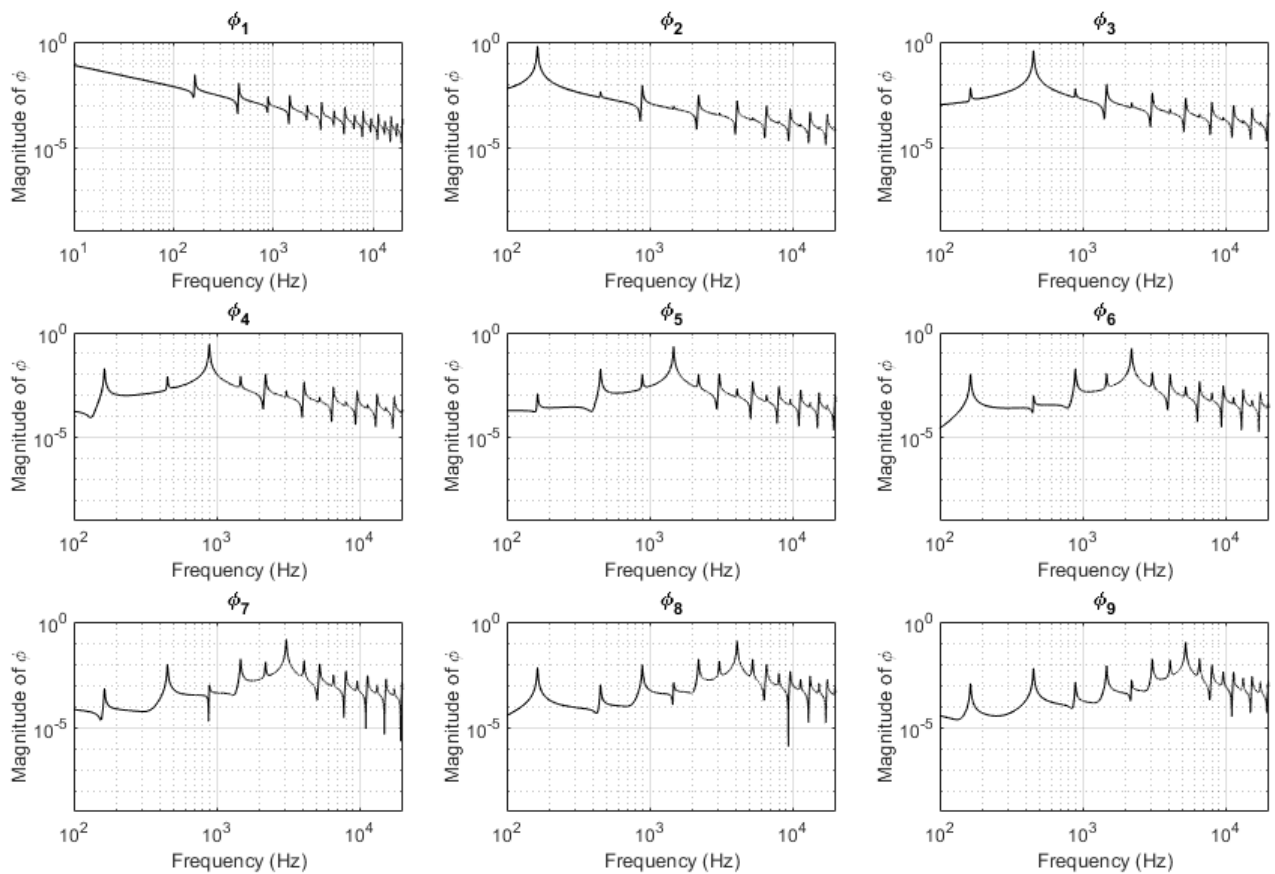 ϕ1
10^0
10^-5
Magnitude of ϕ
10^1 10^2 10^3 10^4
Frequency (Hz)
ϕ2
10^0
10^-5
Magnitude of ϕ
10^2 10^3 10^4
Frequency (Hz)
ϕ3
10^0
10^-5
Magnitude of ϕ
10^2 10^3 10^4
Frequency (Hz)
ϕ4
10^0
10^-5
Magnitude of ϕ
10^2 10^3 10^4
Frequency (Hz)
ϕ5
10^0
10^-5
Magnitude of ϕ
10^2 10^3 10^4
Frequency (Hz)
ϕ6
10^0
10^-5
Magnitude of ϕ
10^2 10^3 10^4
Frequency (Hz)
ϕ7
10^0
10^-5
Magnitude of ϕ
10^2 10^3 10^4
Frequency (Hz)
ϕ8
10^0
10^-5
Magnitude of ϕ
10^2 10^3 10^4
Frequency (Hz)
ϕ9
10^0
10^-5
Magnitude of ϕ
10^2 10^3 10^4
Frequency (Hz)